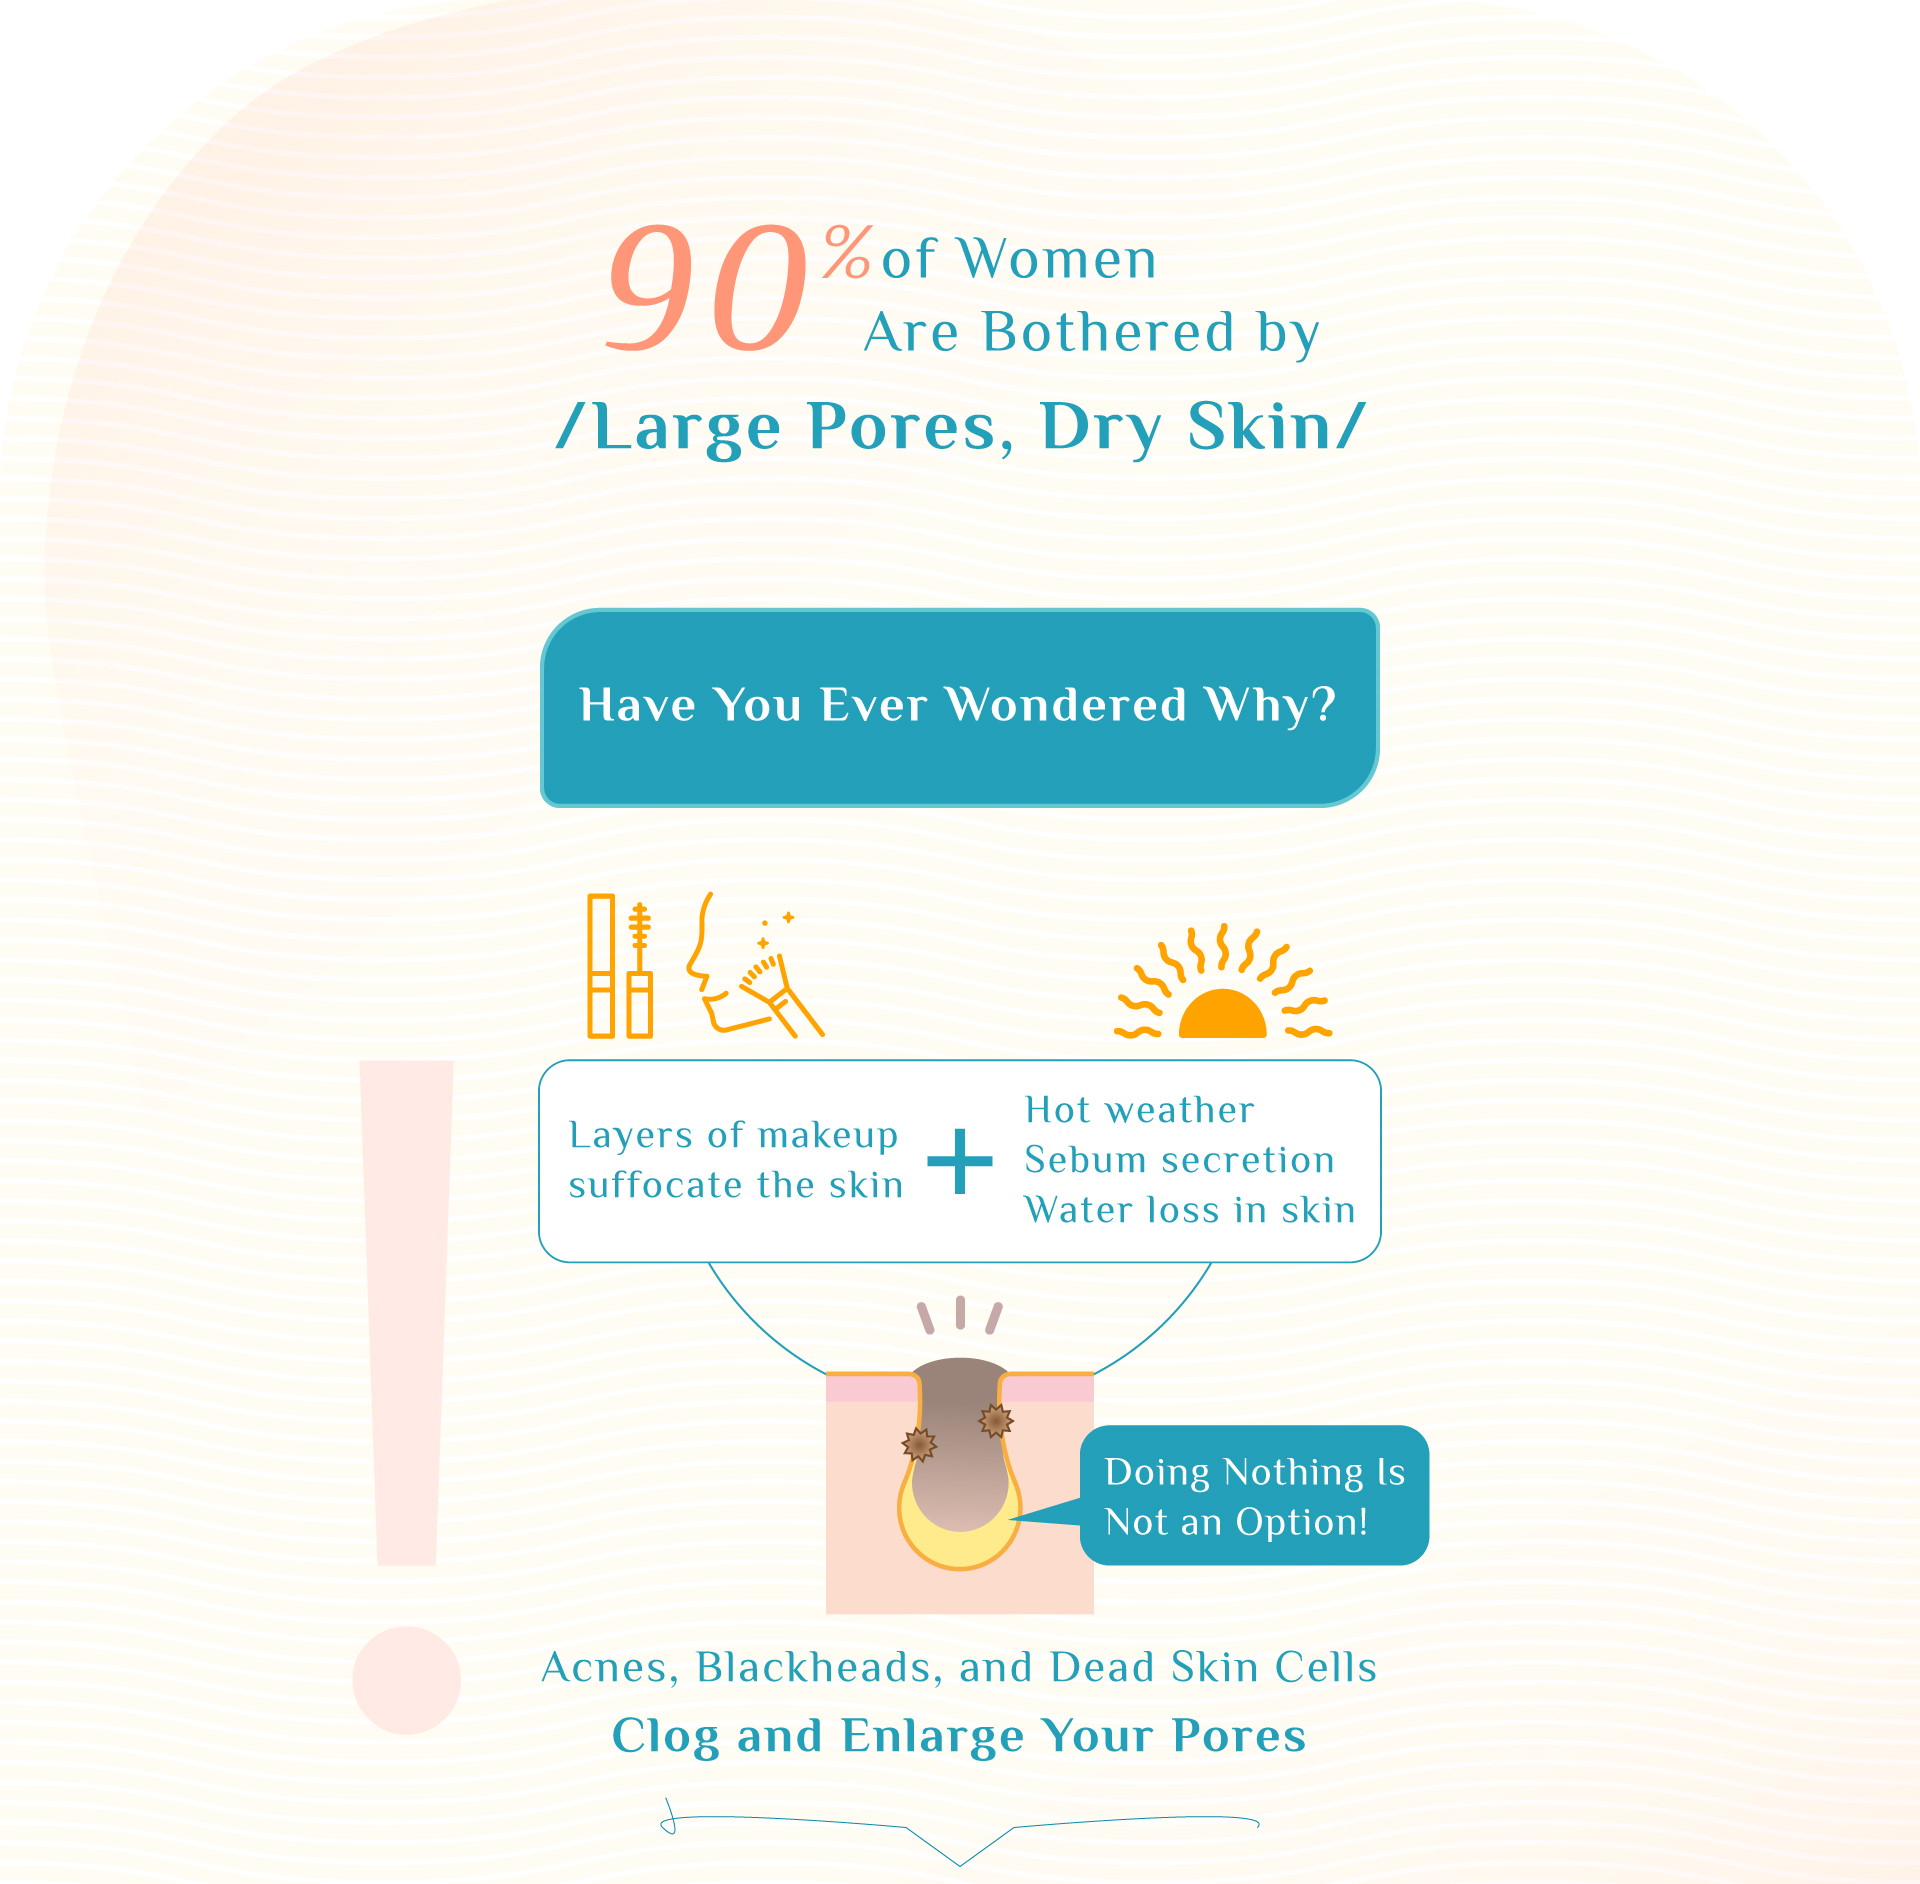 90% of Women
Are Bothered by
/Large Pores, Dry Skin/
Have You Ever Wondered Why?
Layers of makeup
suffocate the skin
+
Hot weather
Sebum secretion
Water loss in skin
Doing Nothing Is
Not an Option!
Acnes, Blackheads, and Dead Skin Cells
Clog and Enlarge Your Pores